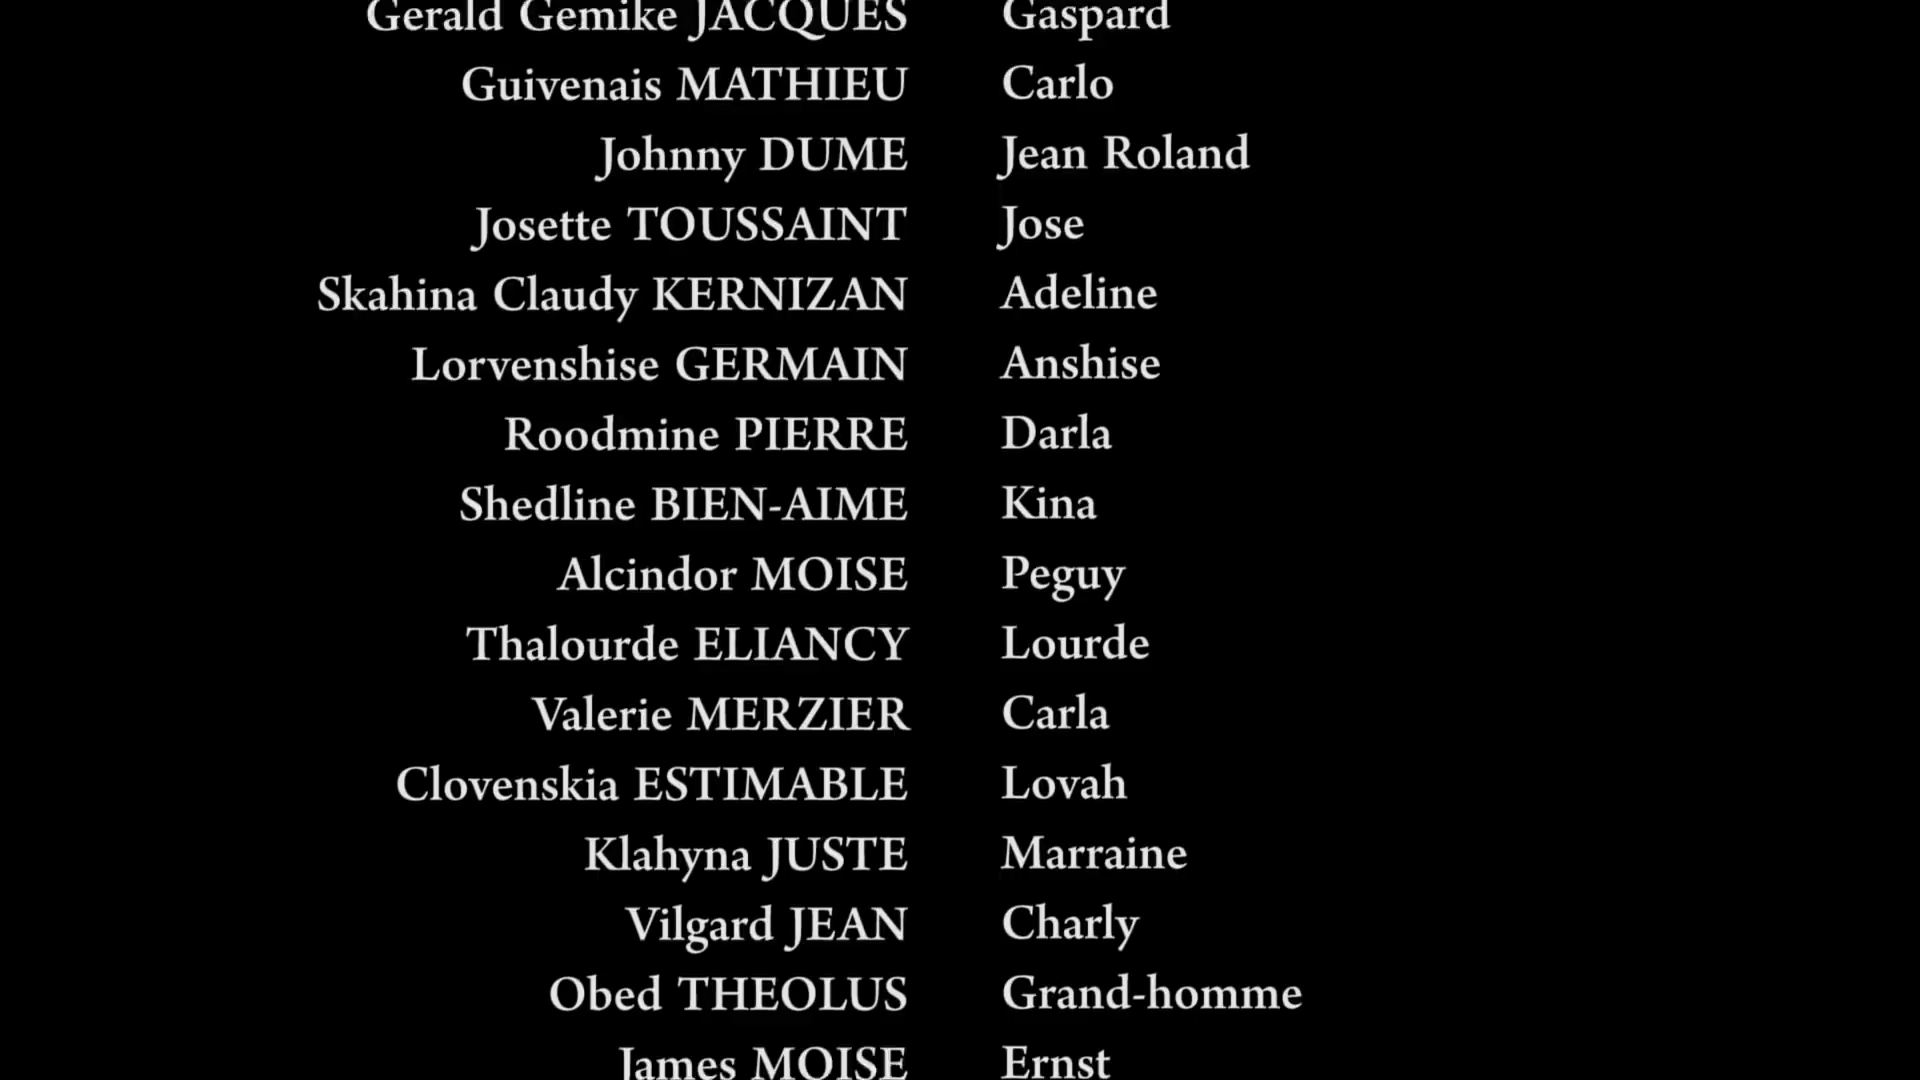 Gerald Gemike JACQUES Gaspard
Guivenais MATHIEU Carlo
Johnny DUME Jean Roland
Josette TOUSSAINT Jose
Skahina Claudy KERNIZAN Adeline
Lorvenshise GERMAIN Anshise
Roodmine PIERRE Darla
Shedline BIEN-AIME Kina
Alcindor MOISE Peguy
Thalourde ELIANCY Lourde
Valerie MERZIER Carla
Clovenskia ESTIMABLE Lovah
Klahyna JUSTE Marraine
Vilgard JEAN Charly
Obed THEOLUS Grand-homme
James MOISE Ernst